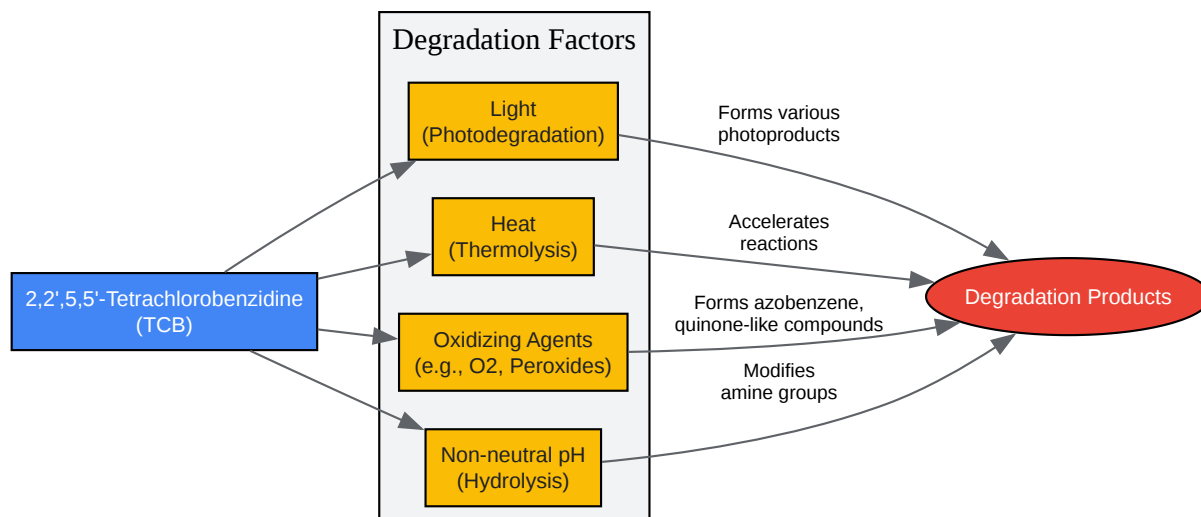 Degradation Factors
Light
(Photodegradation)
Forms various
photoproducts
Heat
(Thermolysis)
Accelerates
reactions
2,2',5,5'-Tetrachlorobenzidine
(TCB)
Degradation Products
Oxidizing Agents
(e.g., O2, Peroxides)
Forms azobenzene,
quinone-like compounds
Modifies
amine groups
Non-neutral pH
(Hydrolysis)